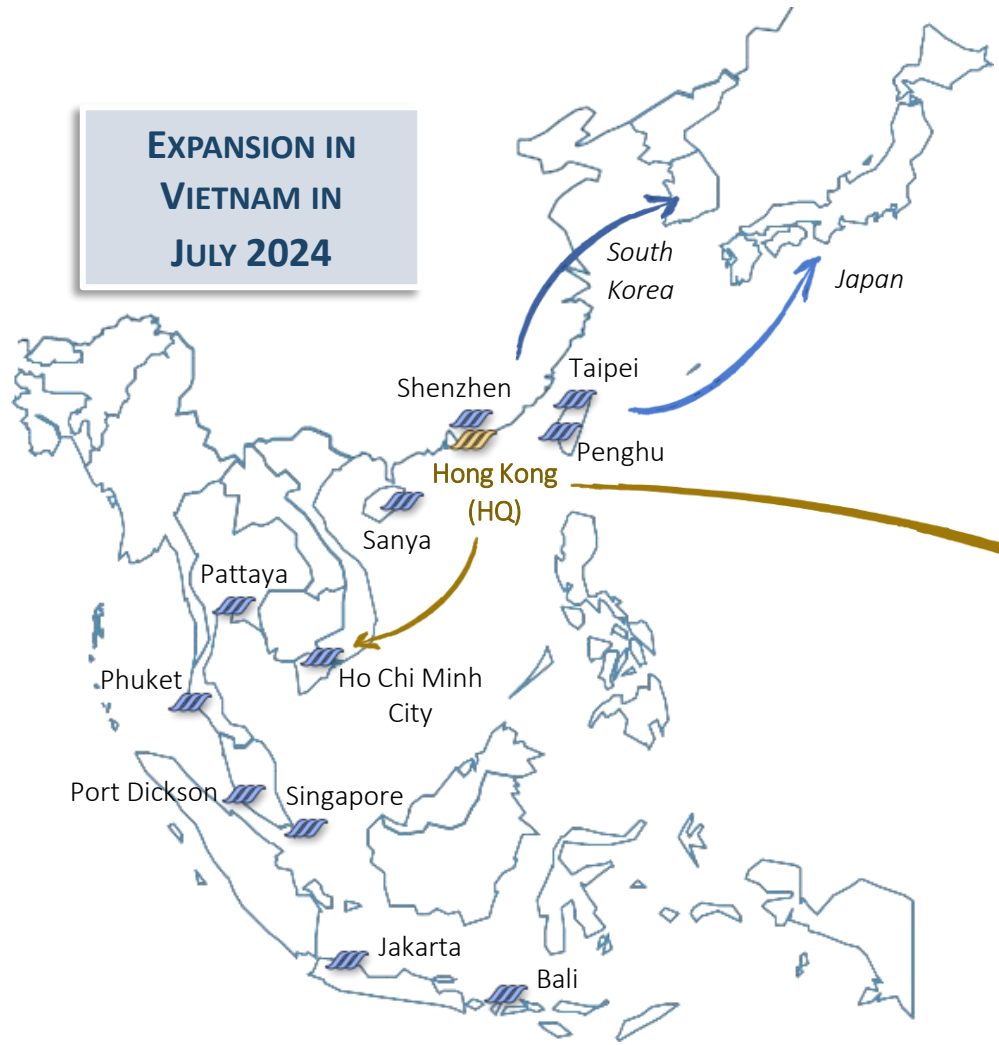 EXPANSION IN
VIETNAM IN
JULY 2024
South
Korea
Japan
Taipei
Shenzhen
Penghu
Hong Kong
(HQ)
Sanya
Pattaya
Ho Chi Minh
City
Phuket
Port Dickson
Singapore
Jakarta
Bali